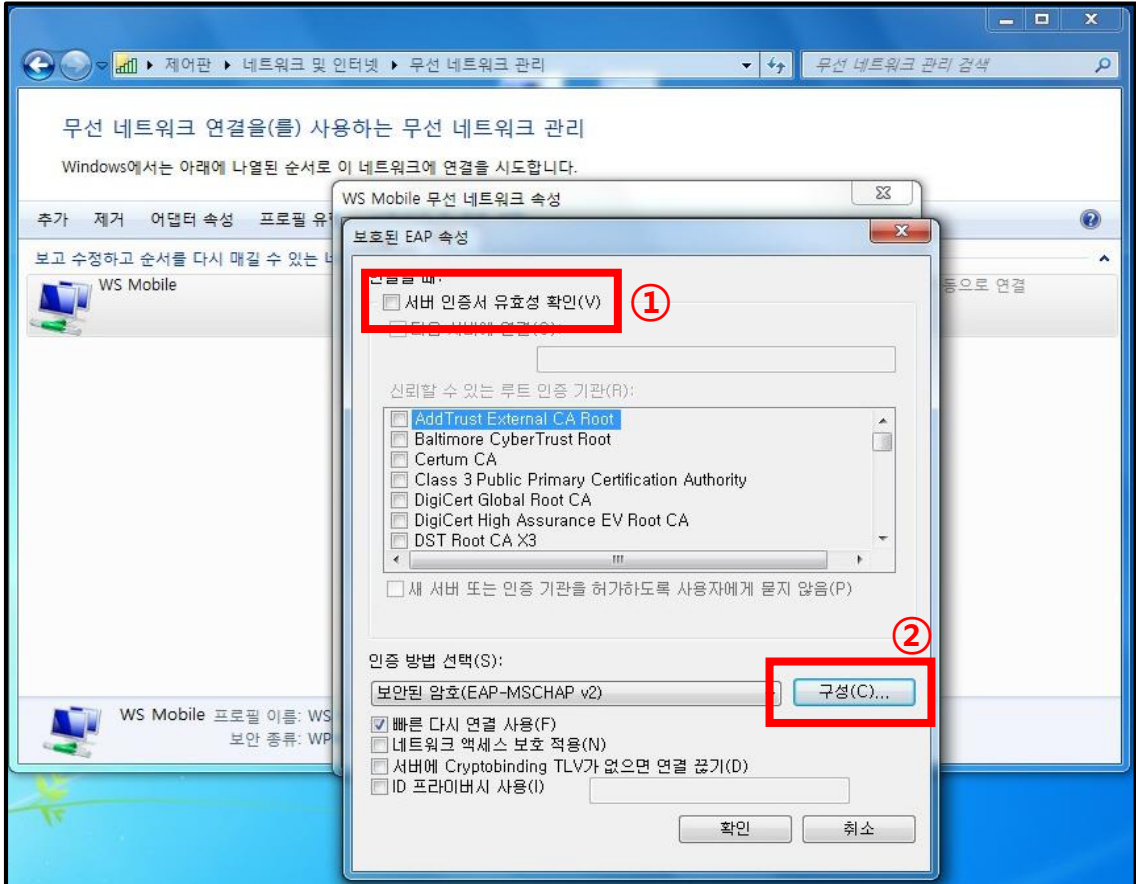 제어판 ▸ 네트워크 및 인터넷 ▸ 무선 네트워크 관리
무선 네트워크 관리 검색
무선 네트워크 연결을(를) 사용하는 무선 네트워크 관리
Windows에서는 아래에 나열된 순서로 이 네트워크에 연결을 시도합니다.
WS Mobile 무선 네트워크 속성
추가 제거 어댑터 속성 프로필 유
보호된 EAP 속성
보고 수정하고 순서를 다시 매길 수 있는
WS Mobile
동으로 연결
때:
서버 인증서 유효성 확인(V)
①
다음 서버에 연결(O):
신뢰할 수 있는 루트 인증 기관(R):
AddTrust External CA Root
Baltimore CyberTrust Root
Certum CA
Class 3 Public Primary Certification Authority
DigiCert Global Root CA
DigiCert High Assurance EV Root CA
DST Root CA X3
새 서버 또는 인증 기관을 허가하도록 사용자에게 묻지 않음(P)
②
인증 방법 선택(S):
보안된 암호(EAP-MSCHAP v2)
구성(C)...
WS Mobile 프로필 이름: WS
보안 종류: WP
빠른 다시 연결 사용(F)
네트워크 액세스 보호 적용(N)
서버에 Cryptobinding TLV가 없으면 연결 끊기(D)
ID 프라이버시 사용(I)
확인 취소